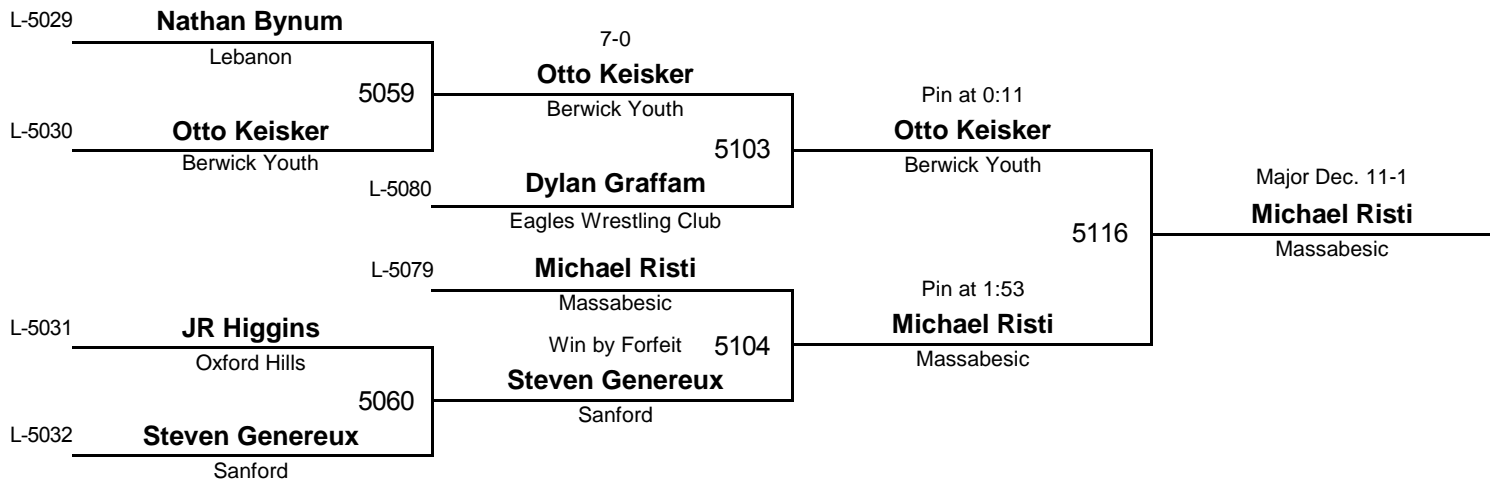 L-5029
Nathan Bynum
Lebanon
5059
L-5030
Otto Keisker
Berwick Youth
7-0
Otto Keisker
Berwick Youth
5103
L-5080
Dylan Graffam
Eagles Wrestling Club
L-5079
Michael Risti
Massabesic
L-5031
JR Higgins
Oxford Hills
5060
L-5032
Steven Genereux
Sanford
Win by Forfeit
5104
Steven Genereux
Sanford
Pin at 0:11
Otto Keisker
Berwick Youth
5116
Pin at 1:53
Michael Risti
Massabesic
Major Dec. 11-1
Michael Risti
Massabesic